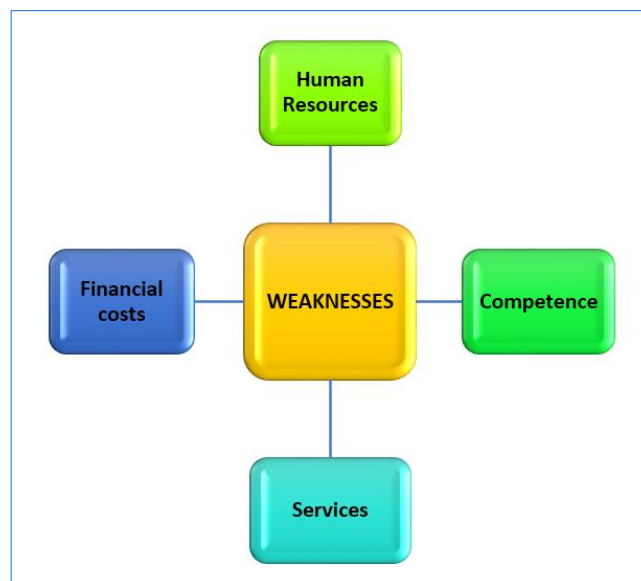 Human
Resources
Financial
costs
WEAKNESSES
Competence
Services